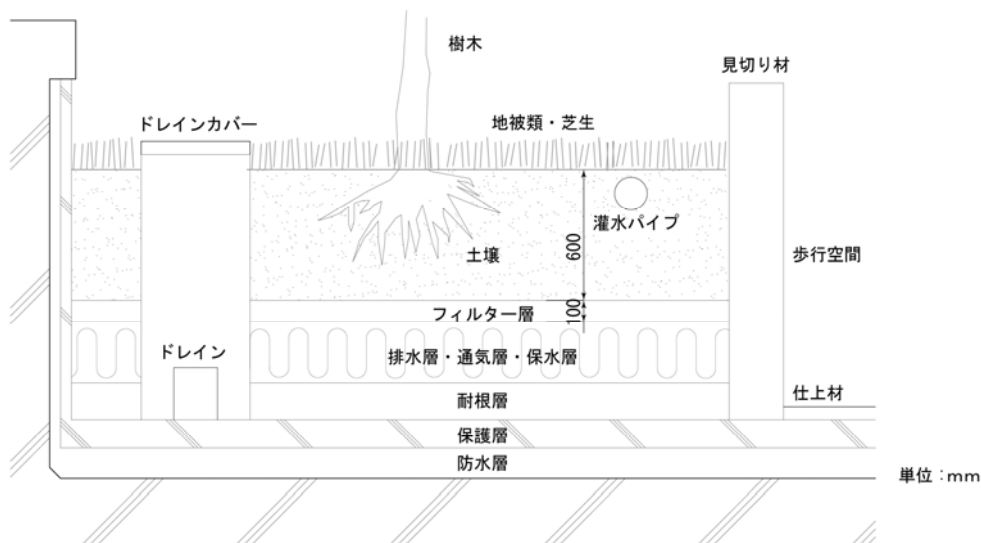 樹木
見切り材
ドレインカバー
地被類・芝生
灌水パイプ
土壌
600
歩行空間
フィルター層
100
ドレイン
排水層・通気層・保水層
耐根層
仕上材
保護層
防水層
単位：mm